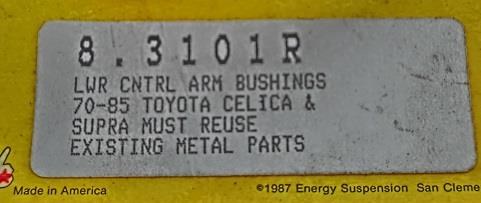 8.3101R
LWR CNTRL ARM BUSHINGS
70-85 TOYOTA CELICA &
SUPRA MUST REUSE
EXISTING METAL PARTS
Made in America
©1987 Energy Suspension San Cleme